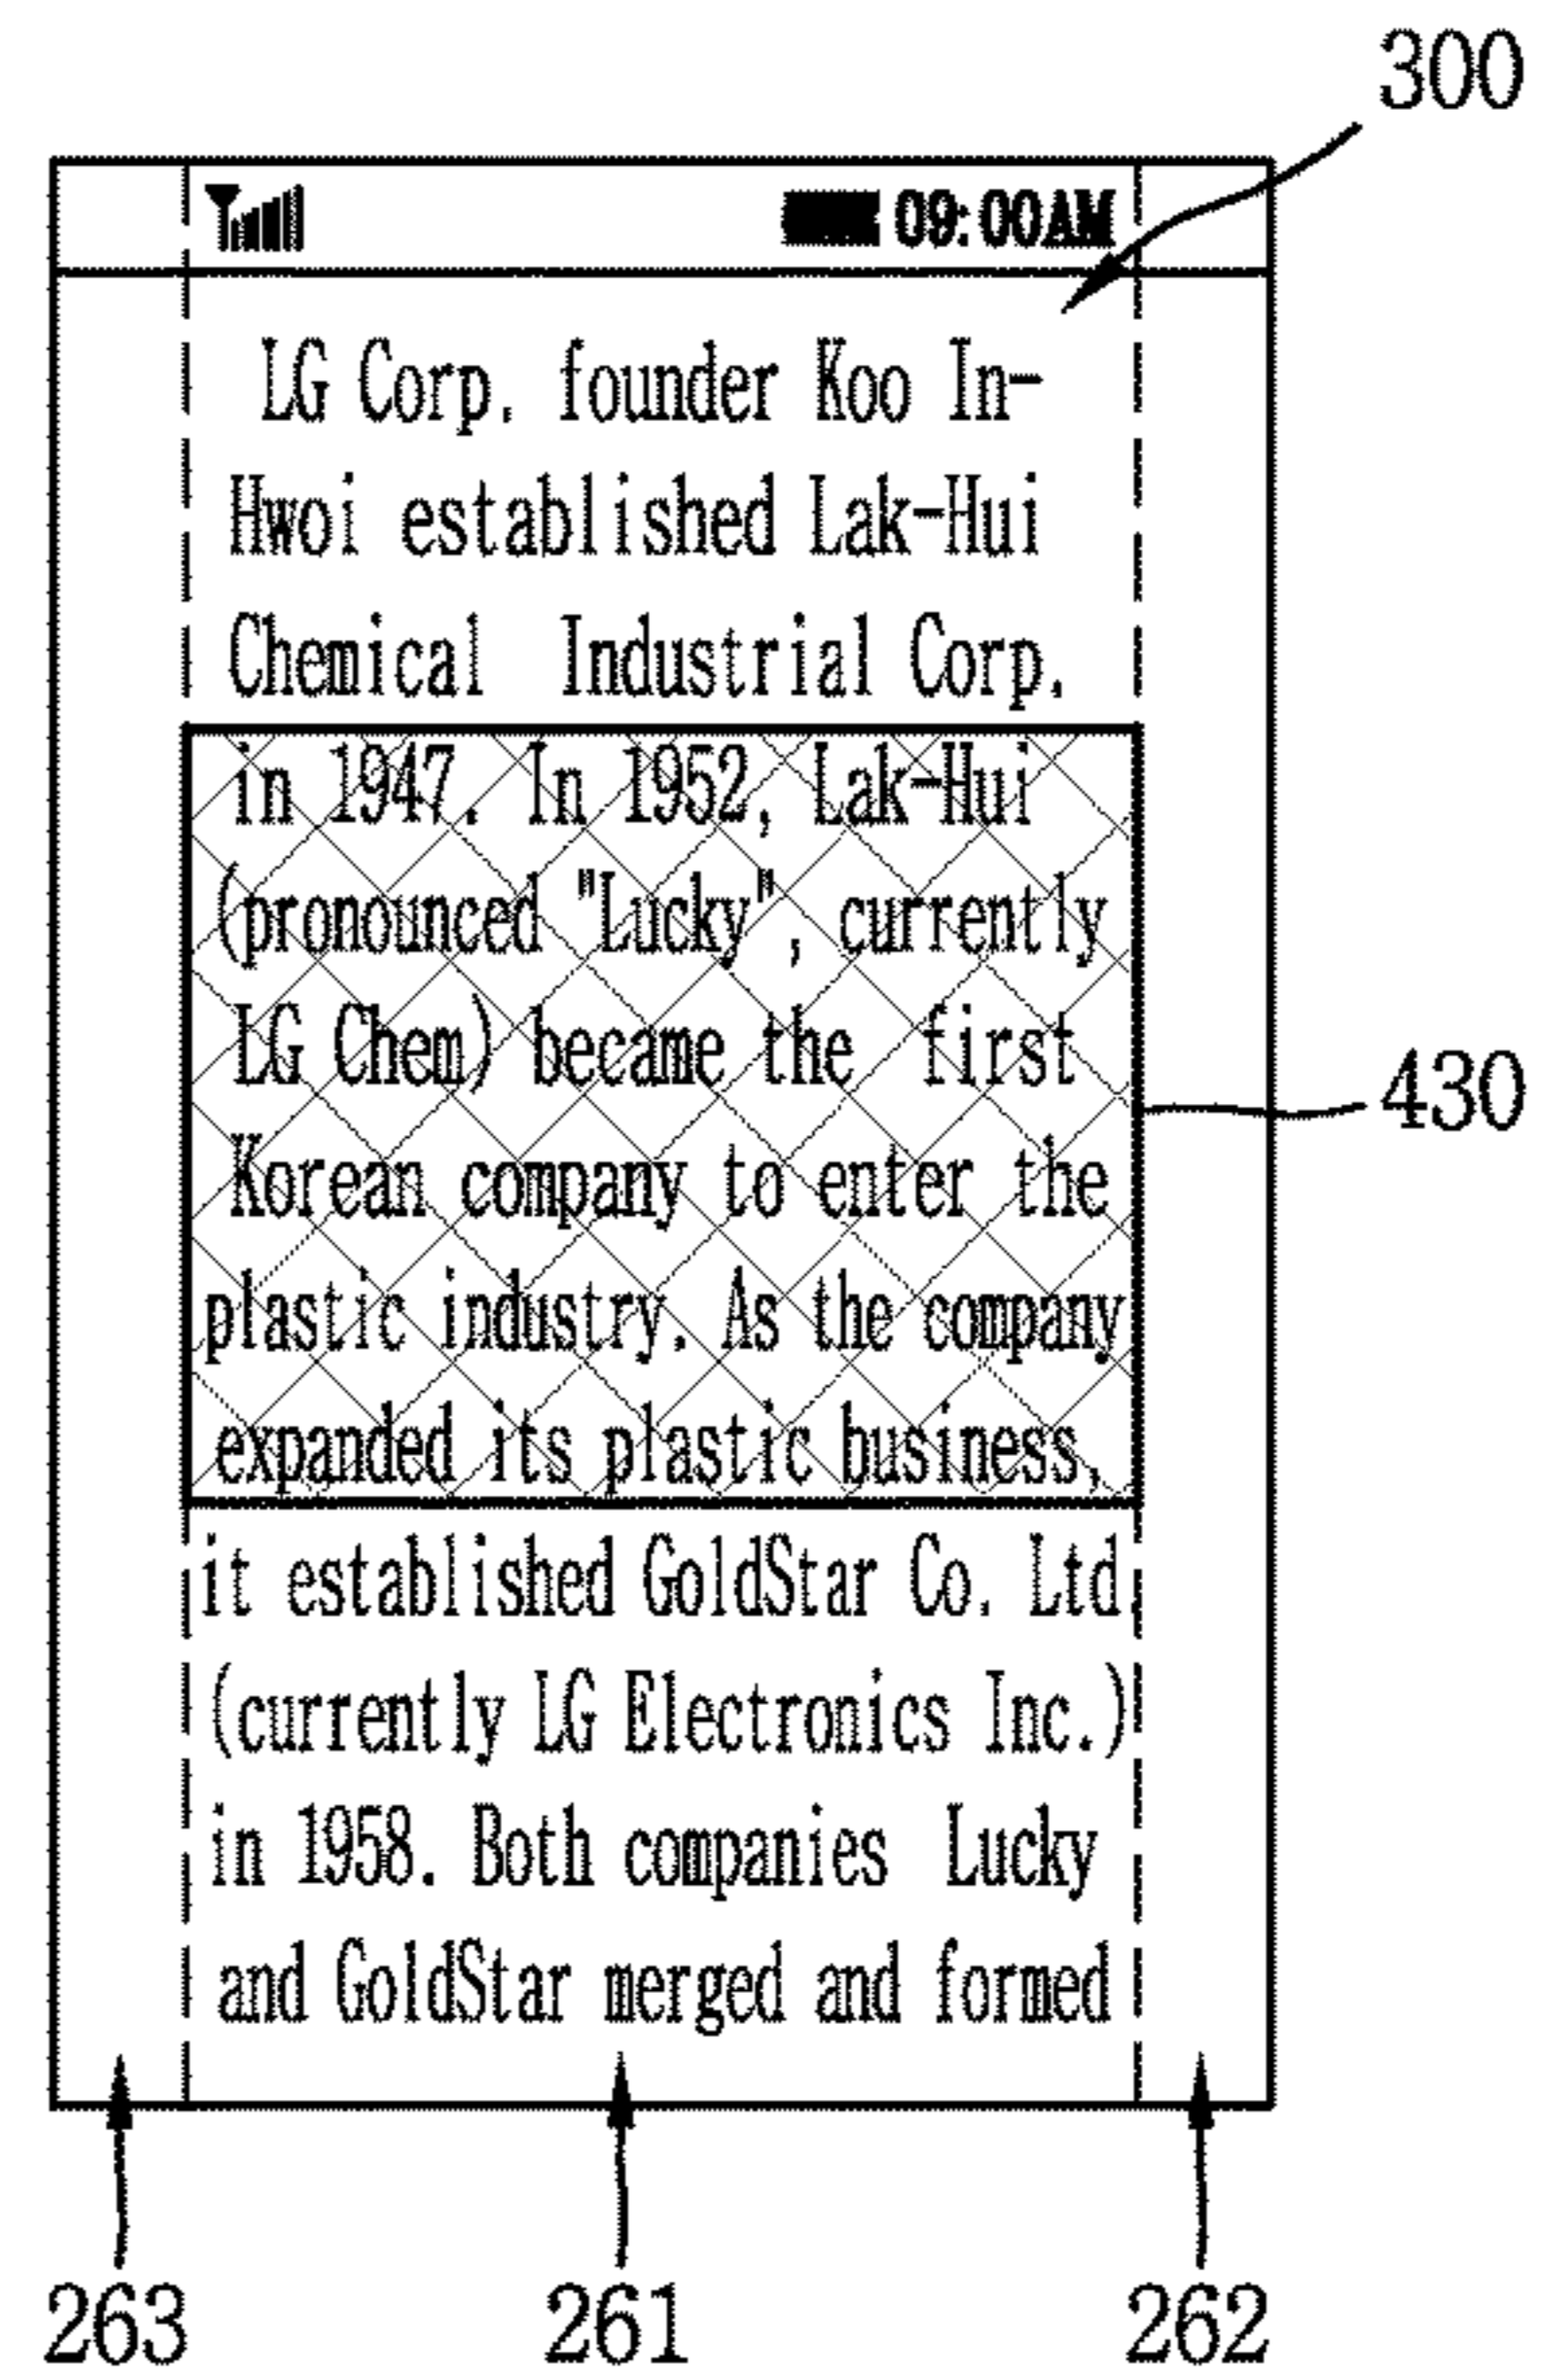 300
09:00AM
LG Corp. founder Koo In-
Hwoi established Lak-Hui
Chemical Industrial Corp.
in 1947. In 1952, Lak-Hui
(pronounced "Lucky", currently
LG Chem) became the first
Korean company to enter the
plastic industry. As the company
expanded its plastic business,
430
it established GoldStar Co. Ltd
(currently LG Electronics Inc.)
in 1958. Both companies Lucky
and GoldStar merged and formed
263 261 262